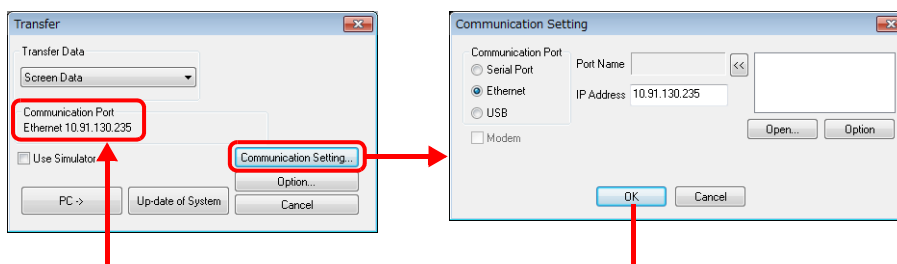 Transfer
Transfer Data
Screen Data
Communication Port
Ethernet 10.91.130.235
Use Simulator
Communication Setting...
Option...
PC ->
Up-date of System
Cancel
Communication Setting
Communication Port
Serial Port
Ethernet
USB
Modem
Port Name
<<
IP Address 10.91.130.235
Open...
Option
OK
Cancel